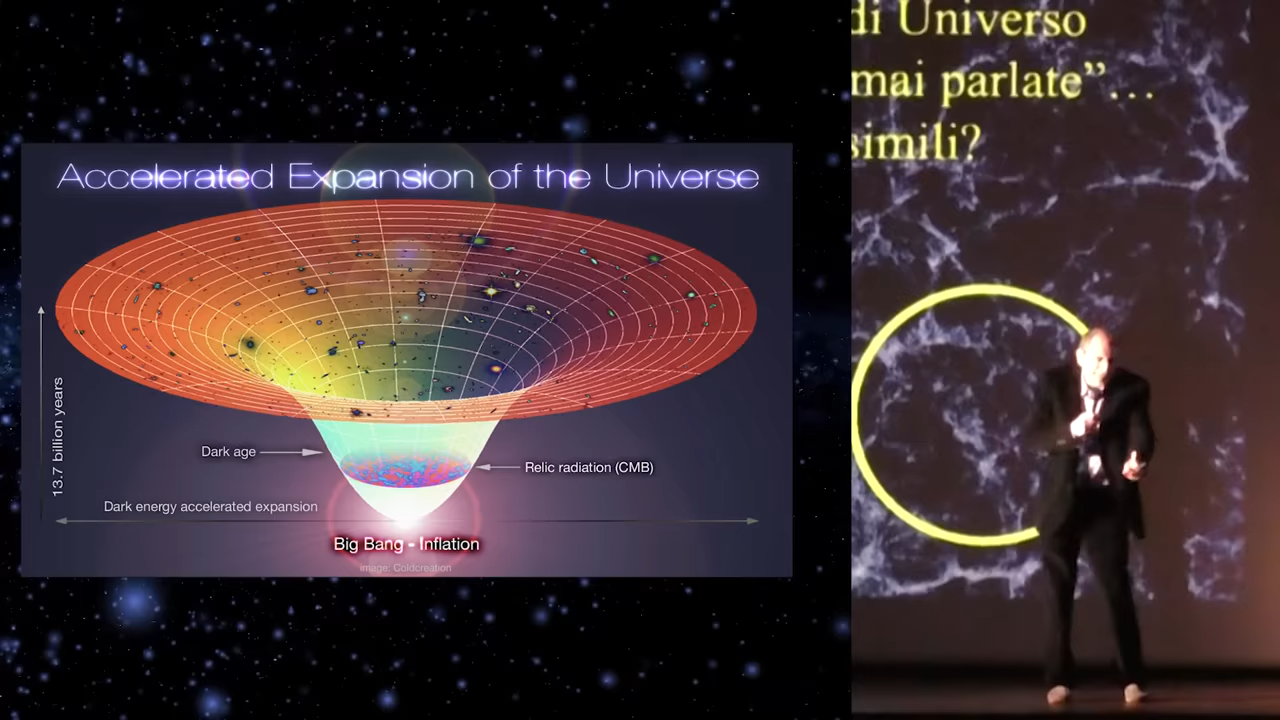 Accelerated Expansion of the Universe
13.7 billion years
Dark age
Relic radiation (CMB)
Dark energy accelerated expansion
Big Bang - Inflation
image: Coldcreation
di Universo
mai parlate”…
simili?